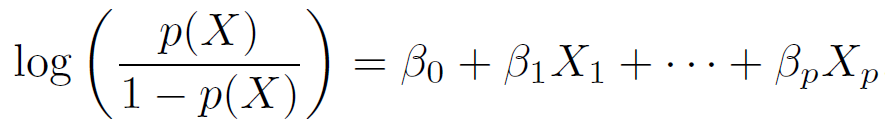 log ( p(X) / 1 − p(X) ) = β₀ + β₁X₁ + ⋯ + βₚXₚ